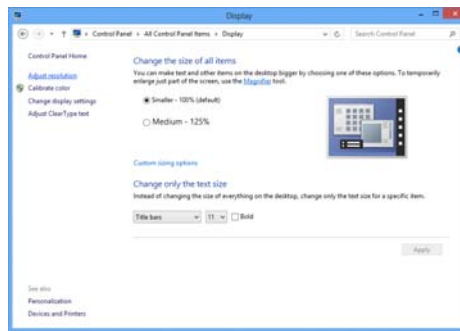 Display
Control Panel All Control Panel Items Display
Search Control Panel
Control Panel Home
Adjust resolution
Calibrate color
Change display settings
Adjust ClearType text
Change the size of all items
You can make text and other items on the desktop bigger by choosing one of these options. To temporarily
enlarge just part of the screen, use the Magnifier tool.
Smaller - 100% (default)
Medium - 125%
Custom sizing options
Change only the text size
Instead of changing the size of everything on the desktop, change only the text size for a specific item.
Title bars 11 Bold
Apply
See also
Personalization
Devices and Printers